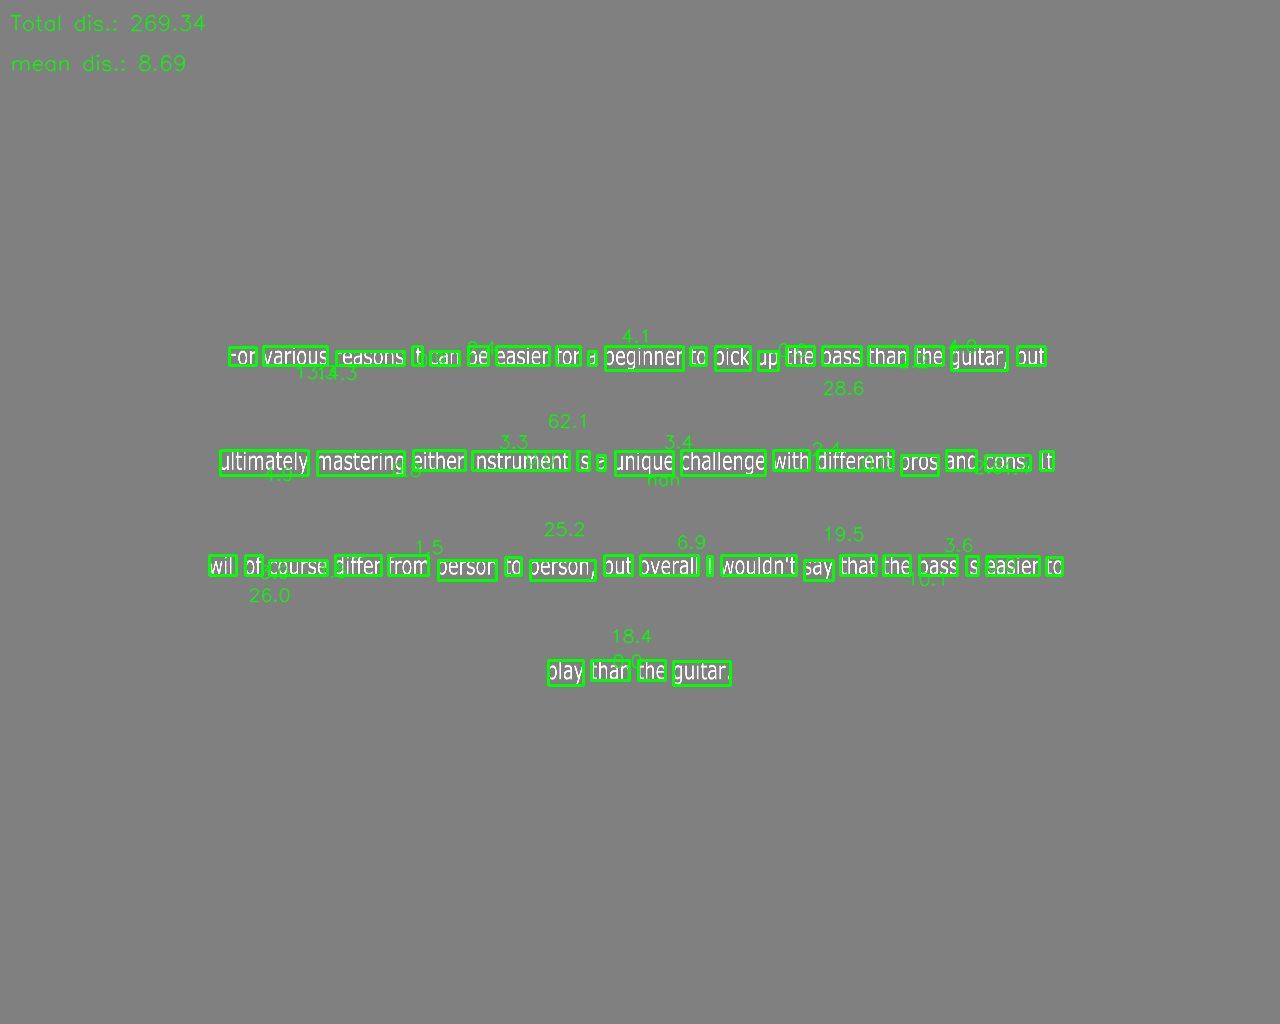 Total dis.: 269.34
mean dis.: 8.69
4.1
For various reasons it can be easier for a beginner to pick up the bass than the guitar, but
28.6
62.1
3.3 3.4
ultimately mastering either instrument is a unique challenge with different pros and cons. It
nan
25.2 19.5
1.5 6.9 3.6
will of course differ from person to person, but overall I wouldn't say that the bass is easier to
26.0
18.4
play than the guitar.